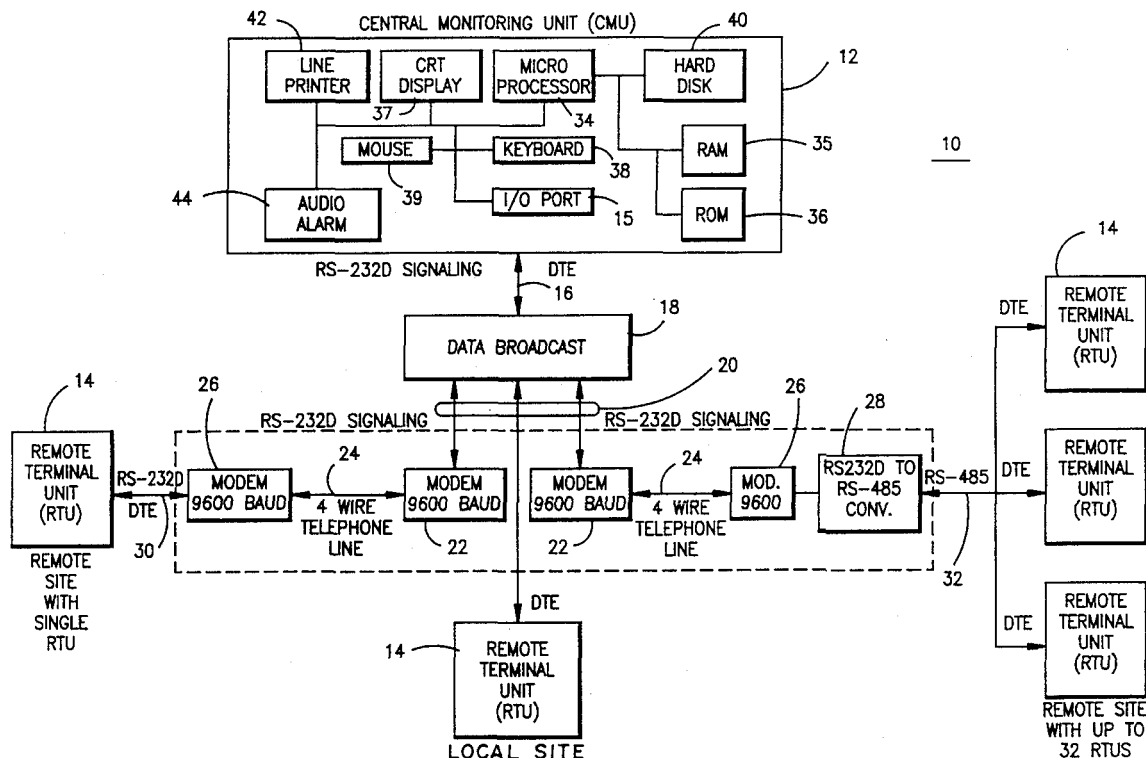 CENTRAL MONITORING UNIT (CMU)
42
40
12
LINE
PRINTER
CRT
DISPLAY
37
MICRO
PROCESSOR
34
HARD
DISK
MOUSE
39
KEYBOARD
38
RAM
35
10
44
AUDIO
ALARM
I/O PORT
15
ROM
36
RS-232D SIGNALING
DTE
16
18
DATA BROADCAST
20
RS-232D SIGNALING
RS-232D SIGNALING
14
REMOTE
TERMINAL
UNIT
(RTU)
RS-232D
DTE
30
REMOTE
SITE
WITH
SINGLE
RTU
26
MODEM
9600 BAUD
24
4 WIRE
TELEPHONE
LINE
MODEM
9600 BAUD
22
MODEM
9600 BAUD
22
24
4 WIRE
TELEPHONE
LINE
26
MOD.
9600
28
RS232D TO
RS-485
CONV.
RS-485
32
DTE
14
REMOTE
TERMINAL
UNIT
(RTU)
LOCAL SITE
14
DTE
REMOTE
TERMINAL
UNIT
(RTU)
DTE
REMOTE
TERMINAL
UNIT
(RTU)
DTE
REMOTE
TERMINAL
UNIT
(RTU)
REMOTE SITE
WITH UP TO
32 RTUS